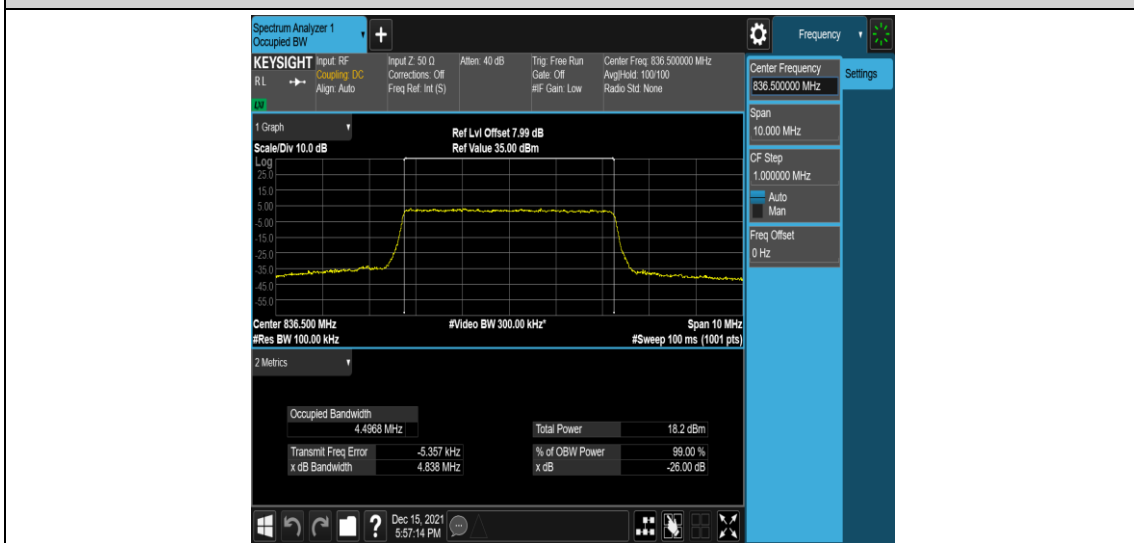 Spectrum Analyzer 1
Occupied BW
+
Frequency
KEYSIGHT
RL
LXI
Input: RF
Coupling: DC
Align: Auto
Input Z: 50 Ω
Corrections: Off
Freq Ref: Int (S)
Atten: 40 dB
Trig: Free Run
Gate: Off
#IF Gain: Low
Center Freq: 836.500000 MHz
Avg|Hold: 100/100
Radio Std: None
Center Frequency
836.500000 MHz
Settings
Span
10.000 MHz
CF Step
1.000000 MHz
Auto
Man
Freq Offset
0 Hz
1 Graph
Ref Lvl Offset 7.99 dB
Scale/Div 10.0 dB
Ref Value 35.00 dBm
Log
25.0
15.0
5.00
-5.00
-15.0
-25.0
-35.0
-45.0
-55.0
Center 836.500 MHz
#Video BW 300.00 kHz*
Span 10 MHz
#Res BW 100.00 kHz
#Sweep 100 ms (1001 pts)
2 Metrics
Occupied Bandwidth
4.4968 MHz
Total Power 18.2 dBm
Transmit Freq Error -5.357 kHz
% of OBW Power 99.00 %
x dB Bandwidth 4.838 MHz
x dB -26.00 dB
?
Dec 15, 2021
5:57:14 PM